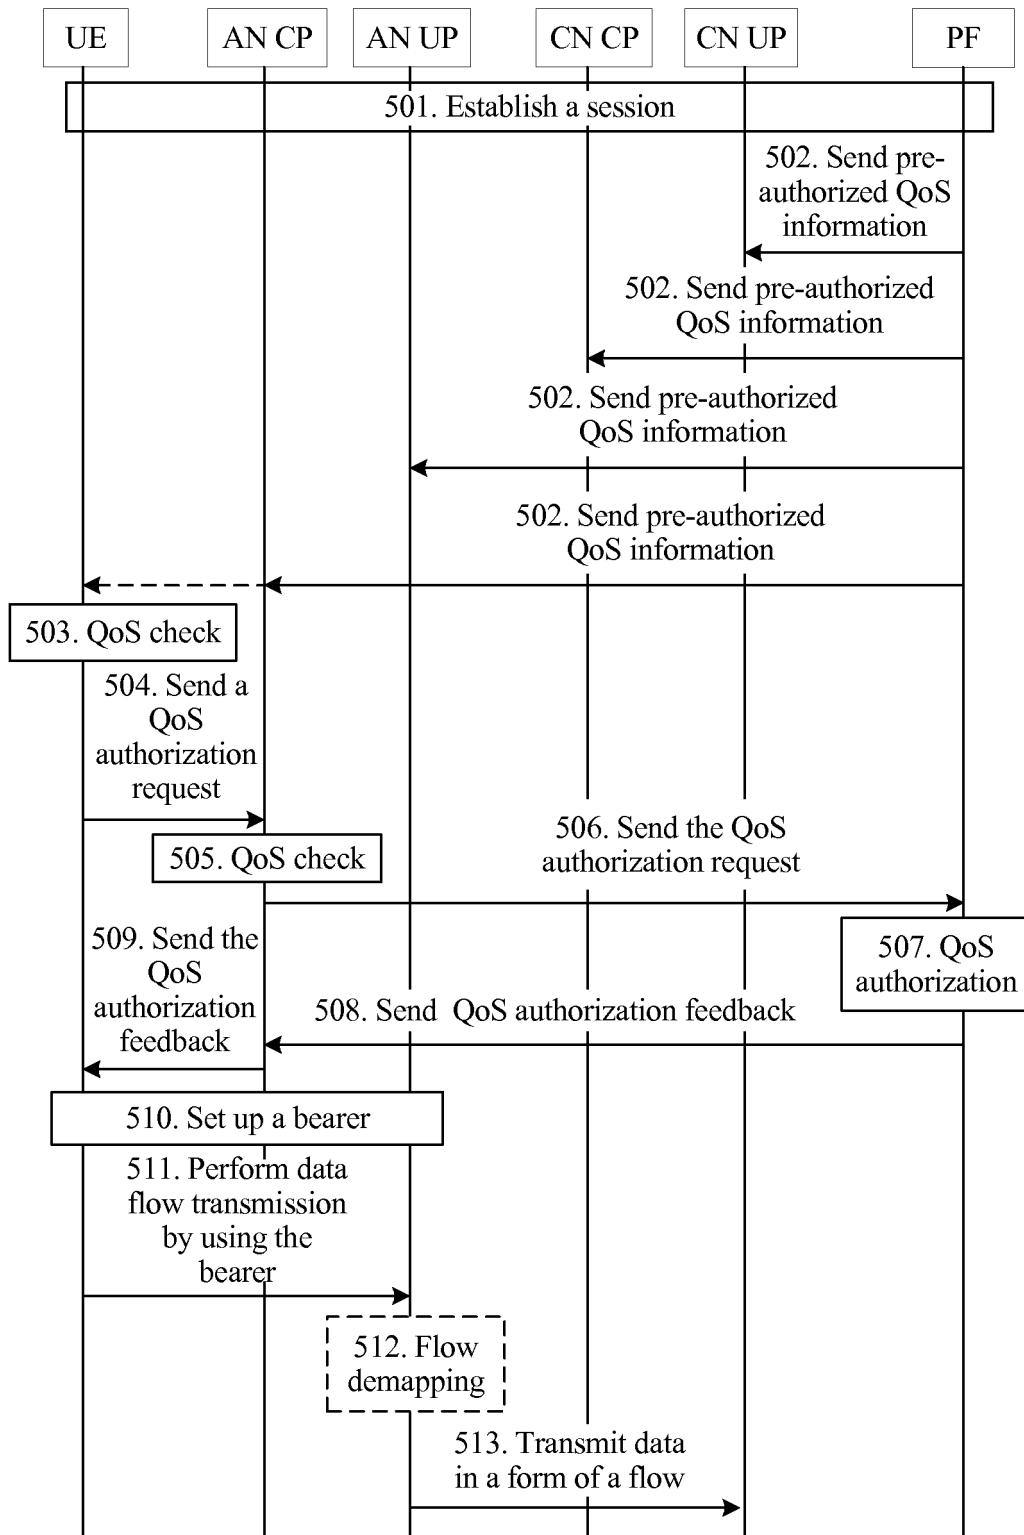 UE
AN CP
AN UP
CN CP
CN UP
PF
501. Establish a session
502. Send pre-
authorized QoS
information
502. Send pre-authorized
QoS information
502. Send pre-authorized
QoS information
502. Send pre-authorized
QoS information
503. QoS check
504. Send a
QoS
authorization
request
505. QoS check
506. Send the QoS
authorization request
507. QoS
authorization
508. Send  QoS authorization feedback
509. Send the
QoS
authorization
feedback
510. Set up a bearer
511. Perform data
flow transmission
by using the
bearer
512. Flow
demapping
513. Transmit data
in a form of a flow